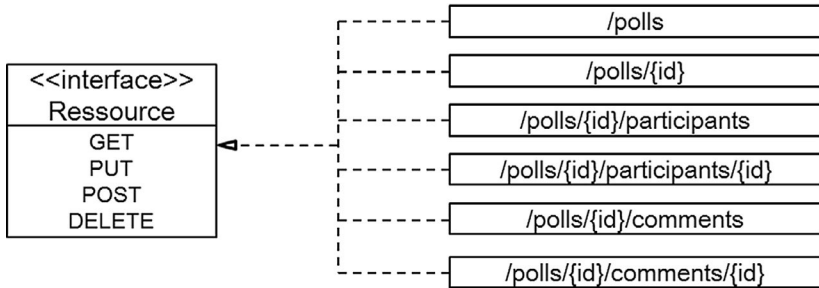 <<interface>>
Ressource
GET
PUT
POST
DELETE
/polls
/polls/{id}
/polls/{id}/participants
/polls/{id}/participants/{id}
/polls/{id}/comments
/polls/{id}/comments/{id}